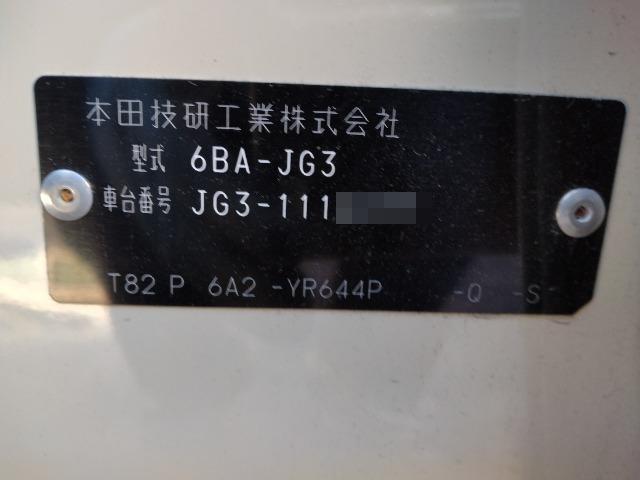 本田技研工業株式会社
型式 6BA-JG3
車台番号 JG3-111
T82 P 6A2 -YR644P -Q -S